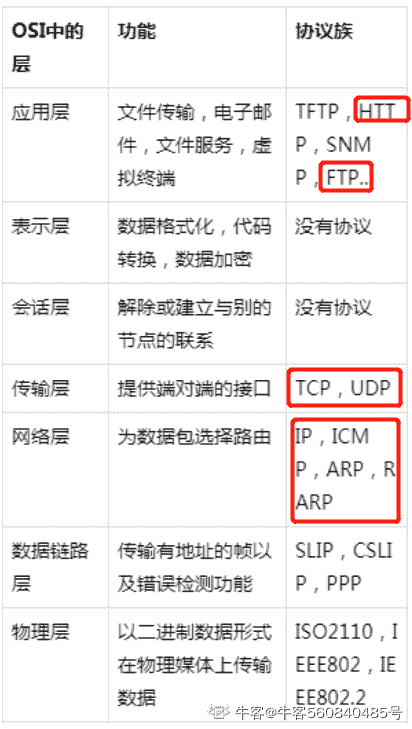 OSI中的 功能 协议族
层
应用层 文件传输，电子邮 TFTP，HTT
件，文件服务，虚 P，SNM
拟终端 P，FTP..
表示层 数据格式化，代码 没有协议
转换，数据加密
会话层 解除或建立与别的 没有协议
节点的联系
传输层 提供端对端的接口 TCP，UDP
网络层 为数据包选择路由 IP，ICM
P，ARP，R
ARP
数据链路 传输有地址的帧以 SLIP，CSLI
层 及错误检测功能 P，PPP
物理层 以二进制数据形式 ISO2110，I
在物理媒体上传输 EEE802，IE
数据 EE802.2
牛客@牛客560840485号